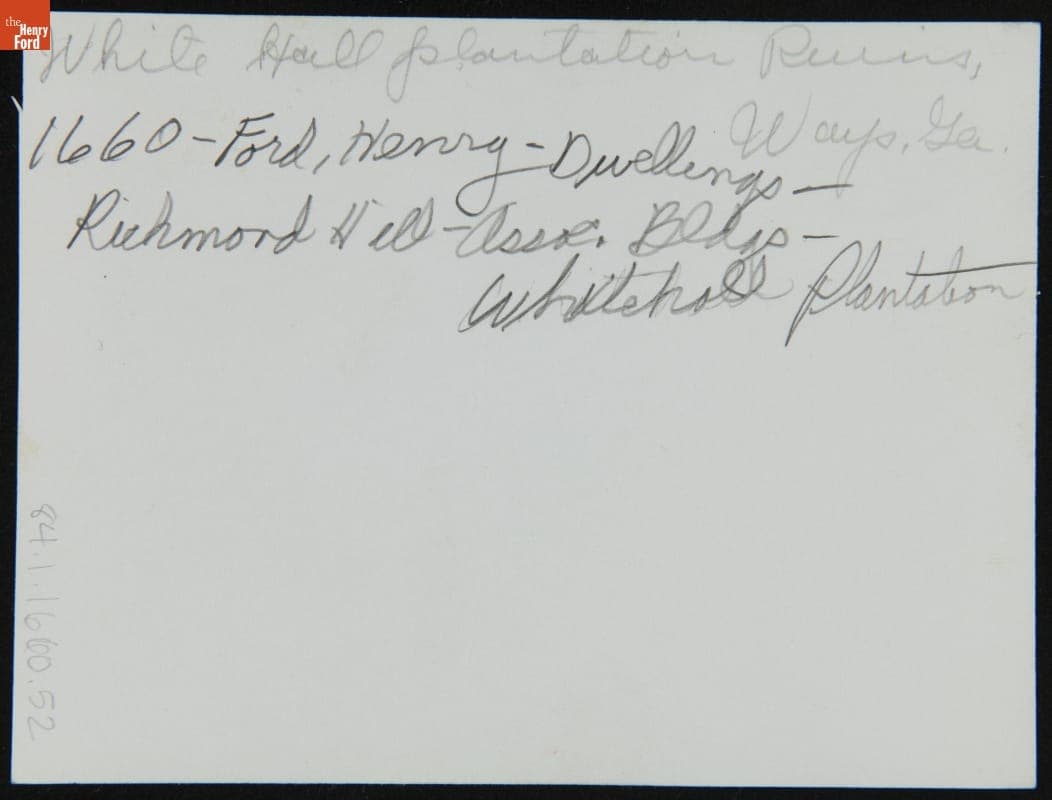 the Henry Ford
White Hall plantation Ruins,
Ways, Ga.
1660-Ford, Henry-Dwellings-
Richmond Hill-Assoc. Bldgs-
Whitehall Plantation
84.1.1660.52